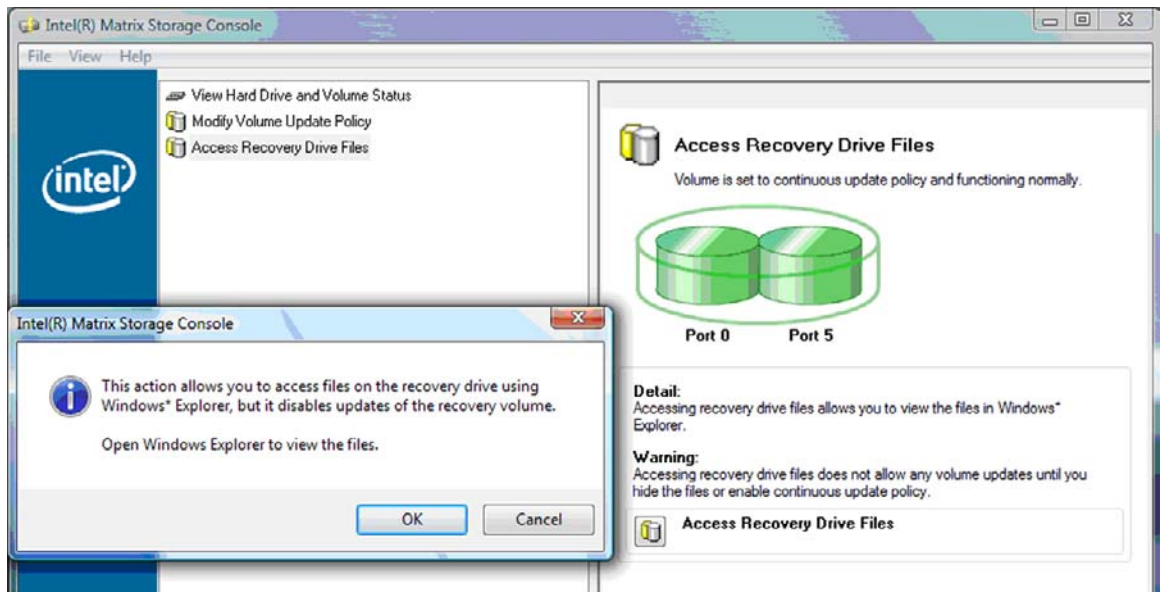 Intel(R) Matrix Storage Console
File View Help
View Hard Drive and Volume Status
Modify Volume Update Policy
Access Recovery Drive Files
intel
Access Recovery Drive Files
Volume is set to continuous update policy and functioning normally.
Port 0 Port 5
Detail:
Accessing recovery drive files allows you to view the files in Windows*
Explorer.
Warning:
Accessing recovery drive files does not allow any volume updates until you
hide the files or enable continuous update policy.
Access Recovery Drive Files
Intel(R) Matrix Storage Console
This action allows you to access files on the recovery drive using
Windows* Explorer, but it disables updates of the recovery volume.
Open Windows Explorer to view the files.
OK Cancel